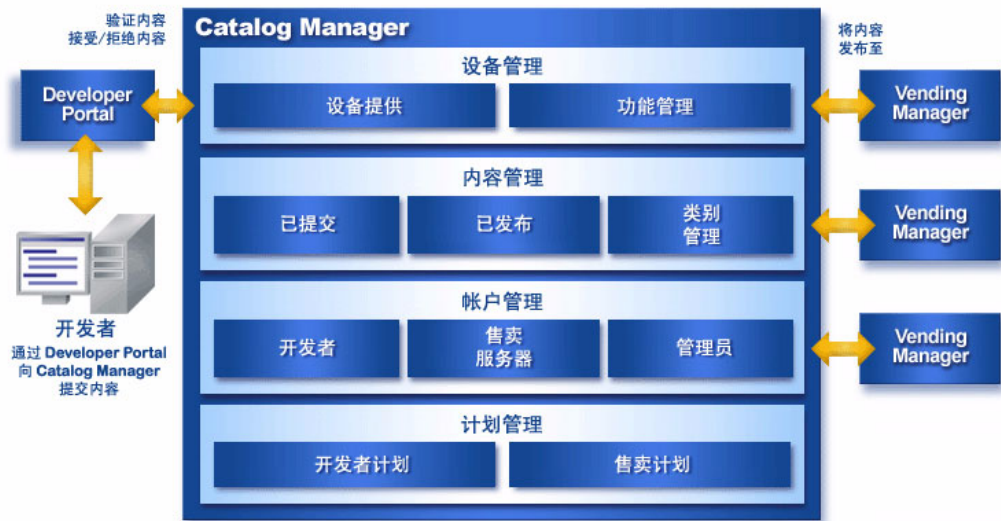 验证内容
接受/拒绝内容
Developer
Portal
开发者
通过 Developer Portal
向 Catalog Manager
提交内容
Catalog Manager
设备管理
设备提供
功能管理
内容管理
已提交
已发布
类别
管理
帐户管理
开发者
售卖
服务器
管理员
计划管理
开发者计划
售卖计划
将内容
发布至
Vending
Manager
Vending
Manager
Vending
Manager